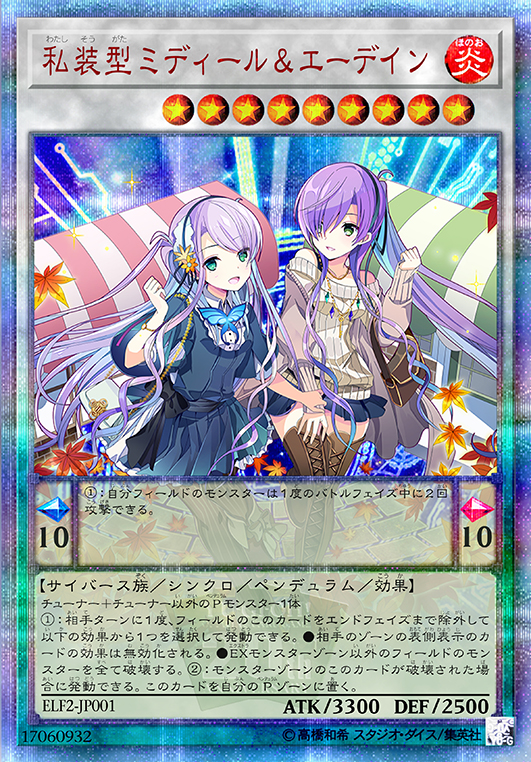 私装型ミディール＆エーデイン
炎
①：自分フィールドのモンスターは１度のバトルフェイズ中に２回
攻撃できる。
10
10
【サイバース族／シンクロ／ペンデュラム／効果】
チューナー＋チューナー以外のＰモンスター1体
①：相手ターンに１度、フィールドのこのカードをエンドフェイズまで除外して
以下の効果から１つを選択して発動できる。●相手のゾーンの表側表示のカー
ドの効果は無効化される。●EXモンスターゾーン以外のフィールドのモン
スターを全て破壊する。②：モンスターゾーンのこのカードが破壊された場
合に発動できる。このカードを自分のＰゾーンに置く。
ELF2-JP001
ATK/3300 DEF/2500
17060932
©高橋和希 スタジオ・ダイス/集英社